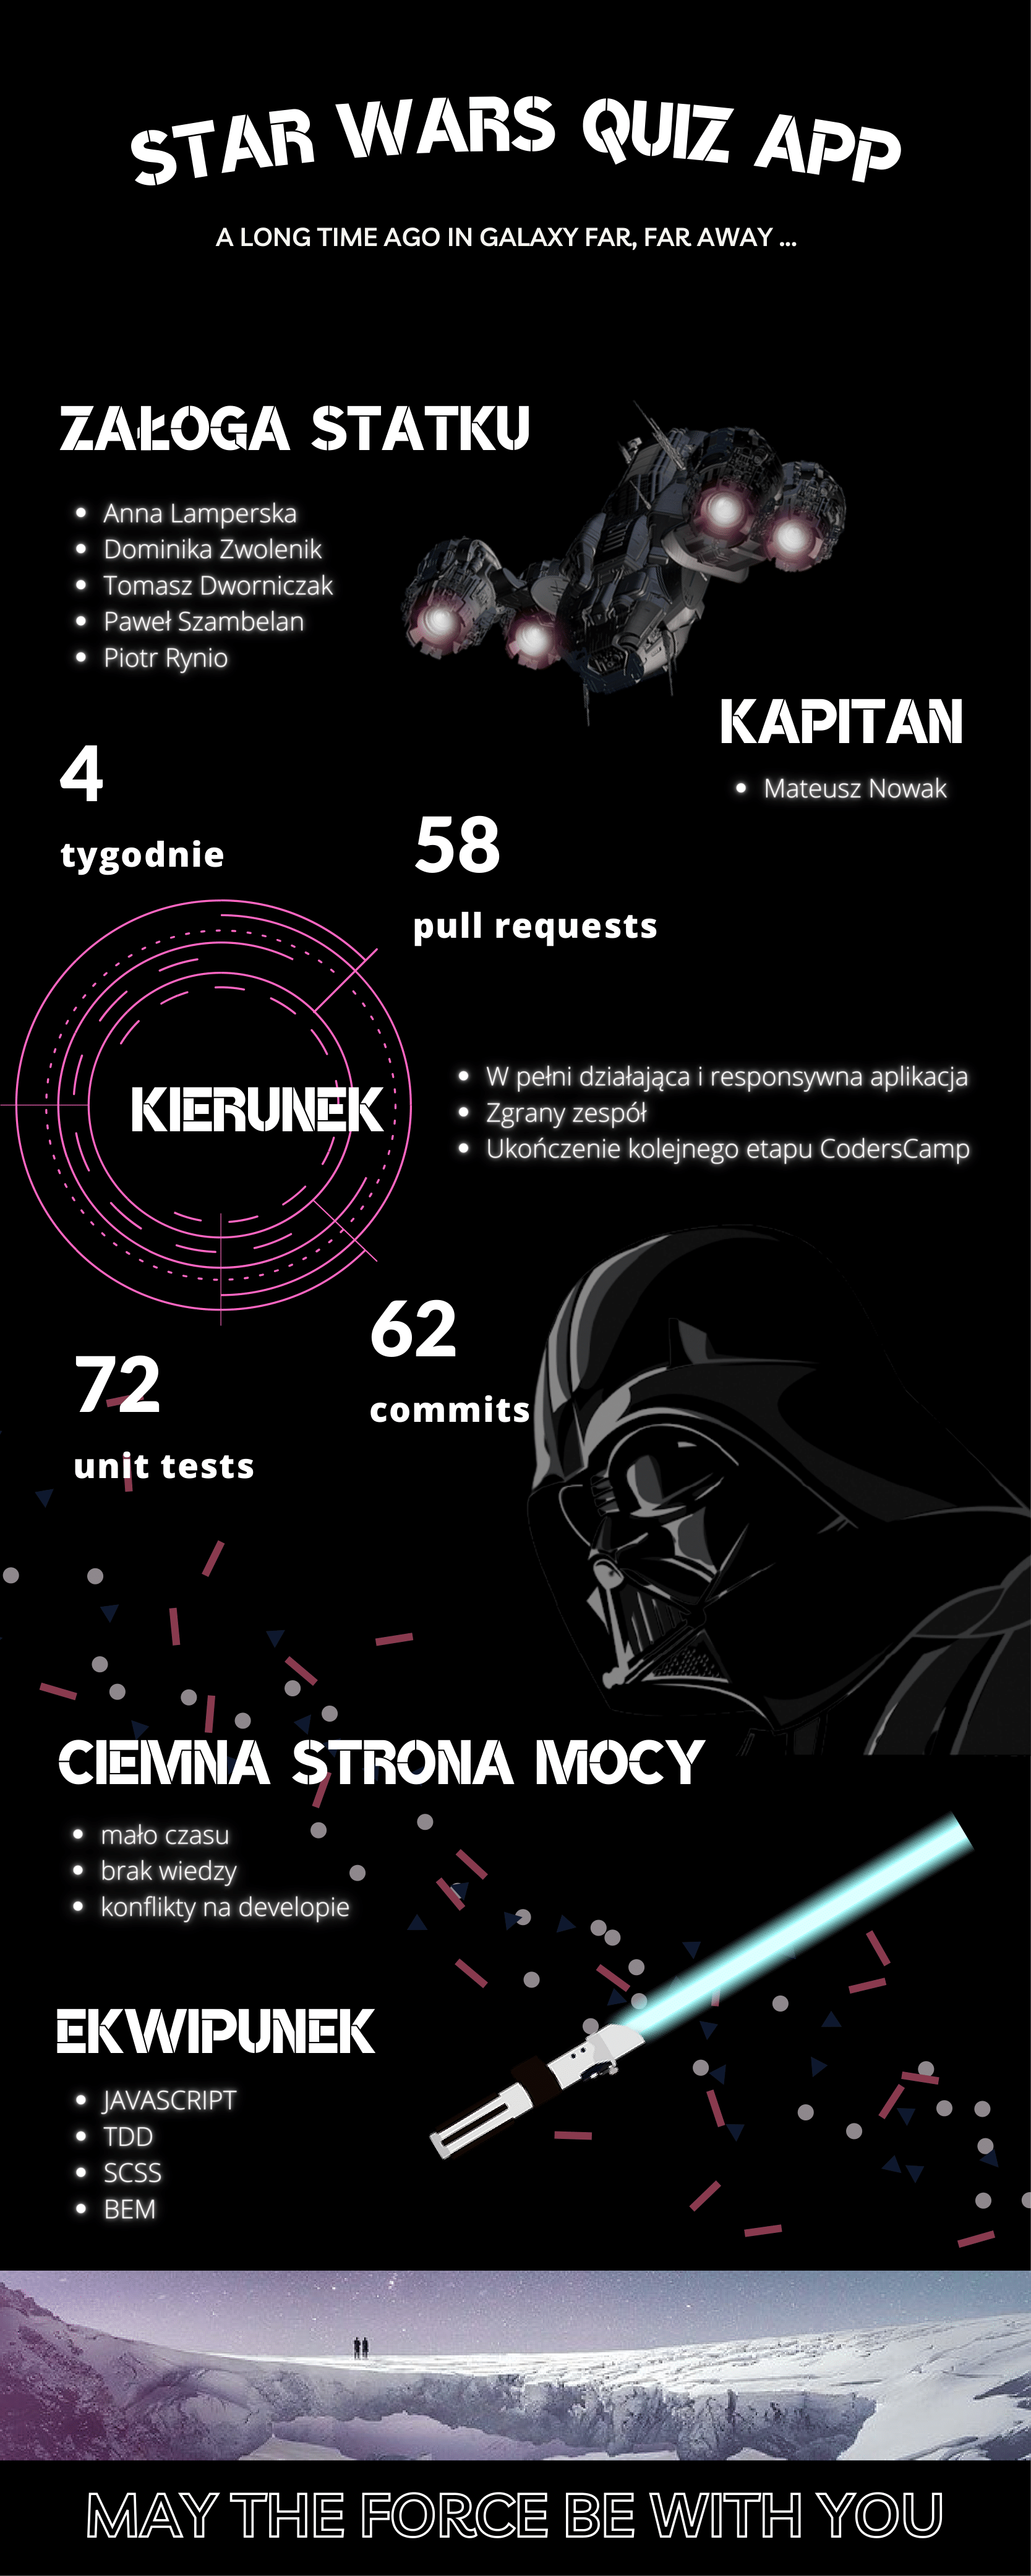 STAR WARS QUIZ APP
A LONG TIME AGO IN GALAXY FAR, FAR AWAY ...
ZAŁOGA STATKU
Anna Lamperska
Dominika Zwolenik
Tomasz Dworniczak
Paweł Szambelan
Piotr Rynio
KAPITAN
Mateusz Nowak
4
tygodnie
58
pull requests
KIERUNEK
W pełni działająca i responsywna aplikacja
Zgrany zespół
Ukończenie kolejnego etapu CodersCamp
62
commits
72
unit tests
CIEMNA STRONA MOCY
mało czasu
brak wiedzy
konflikty na developie
EKWIPUNEK
JAVASCRIPT
TDD
SCSS
BEM
MAY THE FORCE BE WITH YOU